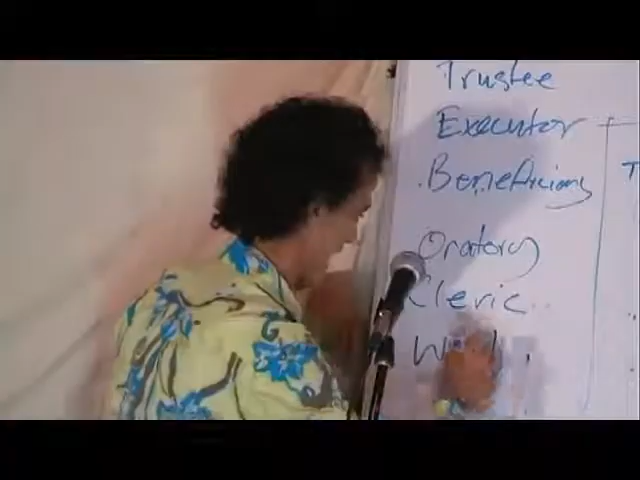 Trustee
Executor
Beneficiary
T
Oratory
Cleric